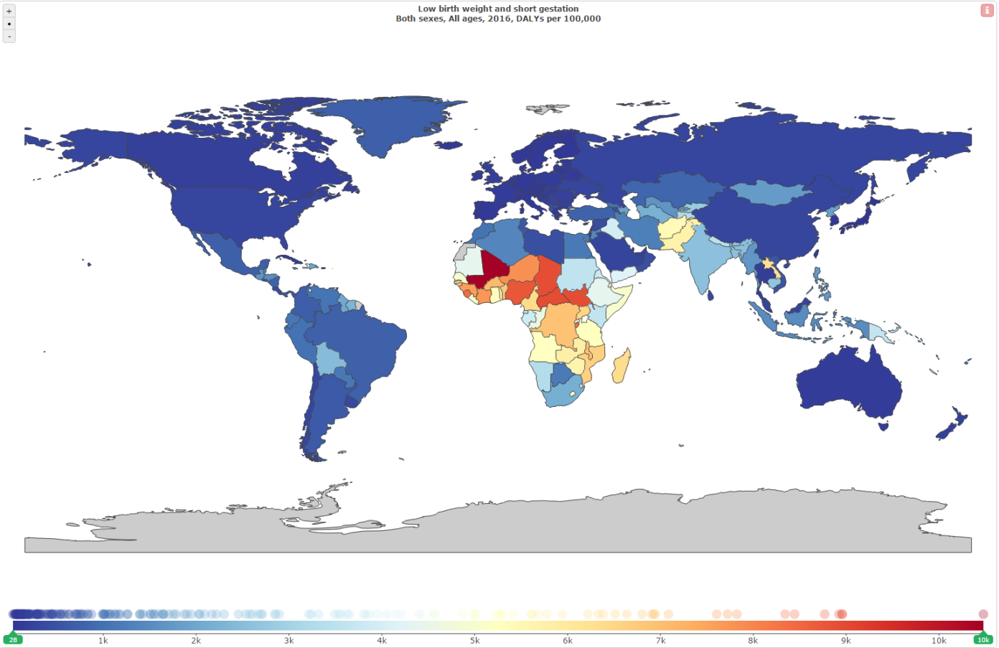 Low birth weight and short gestation
Both sexes, All ages, 2016, DALYs per 100,000
+
•
-
i
28
1k
2k
3k
4k
5k
6k
7k
8k
9k
10k
10k